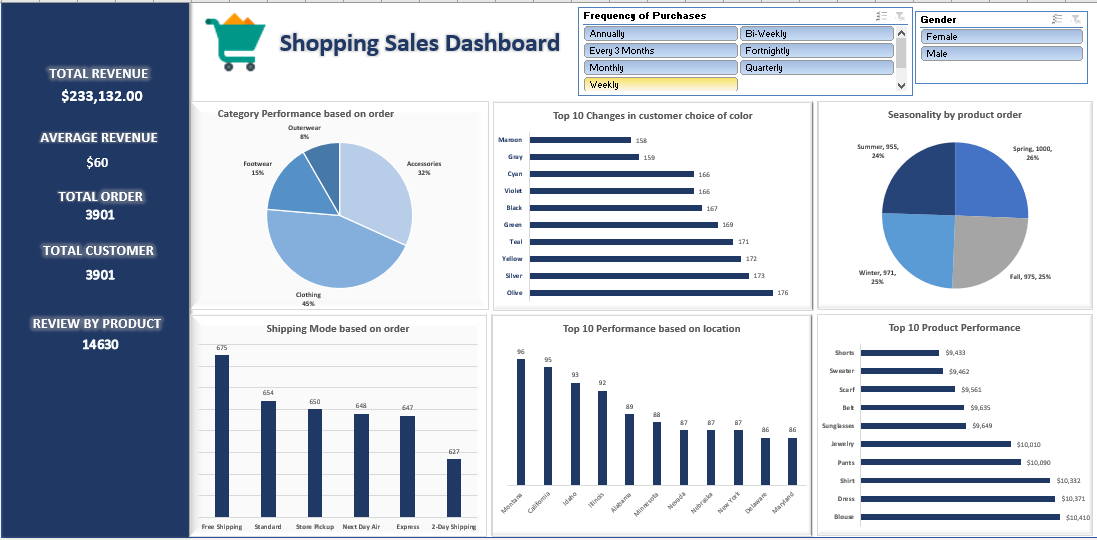 Shopping Sales Dashboard
Frequency of Purchases
Annually
Bi-Weekly
Every 3 Months
Fortnightly
Monthly
Quarterly
Weekly
Gender
Female
Male
TOTAL REVENUE
$233,132.00
AVERAGE REVENUE
$60
TOTAL ORDER
3901
TOTAL CUSTOMER
3901
REVIEW BY PRODUCT
14630
Category Performance based on order
Outerwear
8%
Footwear
15%
Accessories
32%
Clothing
45%
Top 10 Changes in customer choice of color
Maroon 158
Gray 159
Cyan 166
Violet 166
Black 167
Green 169
Teal 171
Yellow 172
Silver 173
Olive 176
Seasonality by product order
Summer, 955,
24%
Spring, 1000,
26%
Winter, 971,
25%
Fall, 975, 25%
Shipping Mode based on order
675
654
650
648
647
627
Free Shipping Standard Store Pickup Next Day Air Express 2-Day Shipping
Top 10 Performance based on location
96
95
93
92
89
88
87
87
87
86
86
Montana
California
Idaho
Illinois
Alabama
Minnesota
Nevada
Nebraska
New York
Delaware
Maryland
Top 10 Product Performance
Shorts $9,433
Sweater $9,462
Scarf $9,561
Belt $9,635
Sunglasses $9,649
Jewelry $10,010
Pants $10,090
Shirt $10,332
Dress $10,371
Blouse $10,410